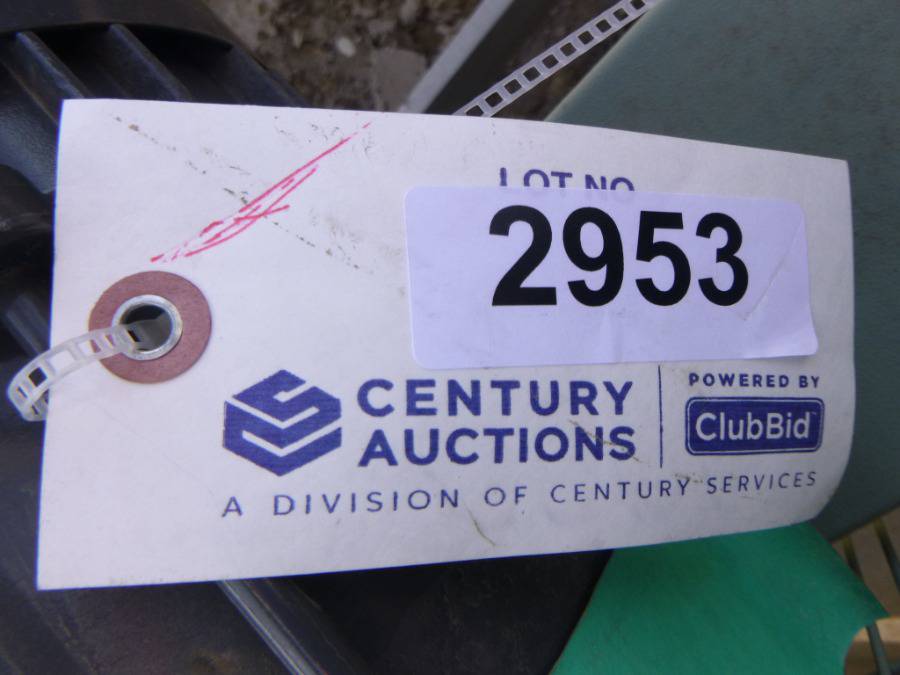 LOT NO
2953
CENTURY
AUCTIONS
A DIVISION OF CENTURY SERVICES
POWERED BY
ClubBid